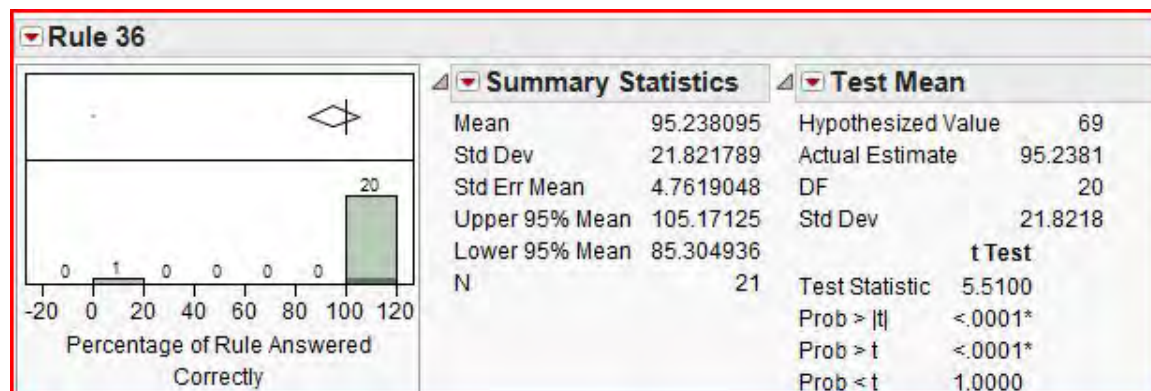 Rule 36
20
0 1 0 0 0 0
-20 0 20 40 60 80 100 120
Percentage of Rule Answered
Correctly
Summary Statistics
Mean 95.238095
Std Dev 21.821789
Std Err Mean 4.7619048
Upper 95% Mean 105.17125
Lower 95% Mean 85.304936
N 21
Test Mean
Hypothesized Value 69
Actual Estimate 95.2381
DF 20
Std Dev 21.8218
t Test
Test Statistic 5.5100
Prob > |t| <.0001*
Prob > t <.0001*
Prob < t 1.0000